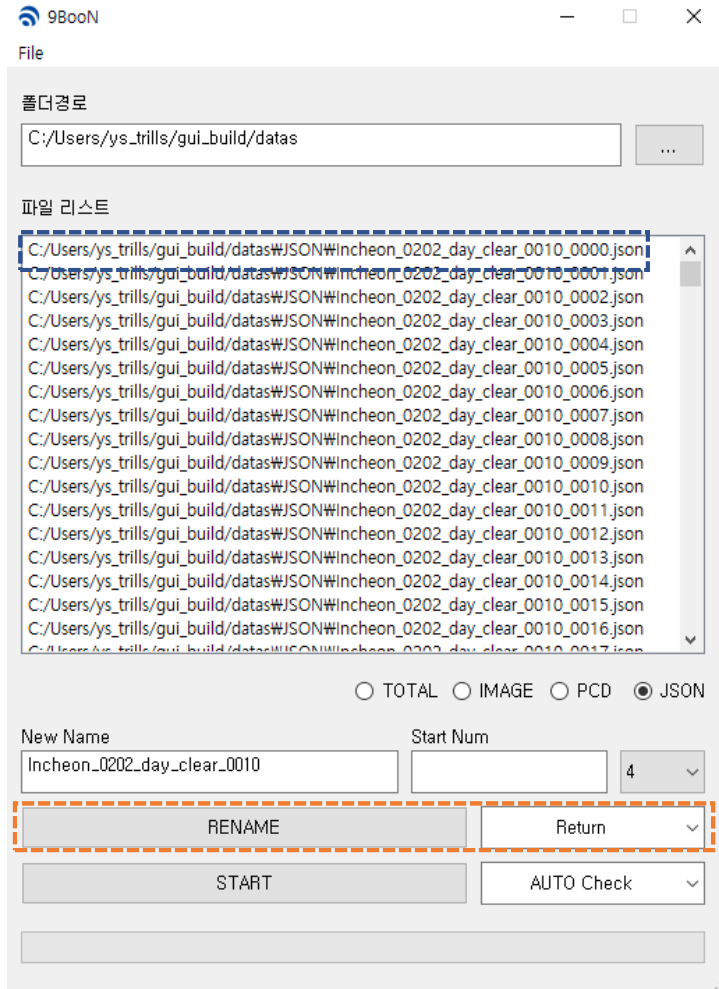 9BooN
File
폴더경로
C:/Users/ys_trills/gui_build/datas
...
파일 리스트
C:/Users/ys_trills/gui_build/datas₩JSON₩Incheon_0202_day_clear_0010_0000.json
C:/Users/ys_trills/gui_build/datas₩JSON₩Incheon_0202_day_clear_0010_0001.json
C:/Users/ys_trills/gui_build/datas₩JSON₩Incheon_0202_day_clear_0010_0002.json
C:/Users/ys_trills/gui_build/datas₩JSON₩Incheon_0202_day_clear_0010_0003.json
C:/Users/ys_trills/gui_build/datas₩JSON₩Incheon_0202_day_clear_0010_0004.json
C:/Users/ys_trills/gui_build/datas₩JSON₩Incheon_0202_day_clear_0010_0005.json
C:/Users/ys_trills/gui_build/datas₩JSON₩Incheon_0202_day_clear_0010_0006.json
C:/Users/ys_trills/gui_build/datas₩JSON₩Incheon_0202_day_clear_0010_0007.json
C:/Users/ys_trills/gui_build/datas₩JSON₩Incheon_0202_day_clear_0010_0008.json
C:/Users/ys_trills/gui_build/datas₩JSON₩Incheon_0202_day_clear_0010_0009.json
C:/Users/ys_trills/gui_build/datas₩JSON₩Incheon_0202_day_clear_0010_0010.json
C:/Users/ys_trills/gui_build/datas₩JSON₩Incheon_0202_day_clear_0010_0011.json
C:/Users/ys_trills/gui_build/datas₩JSON₩Incheon_0202_day_clear_0010_0012.json
C:/Users/ys_trills/gui_build/datas₩JSON₩Incheon_0202_day_clear_0010_0013.json
C:/Users/ys_trills/gui_build/datas₩JSON₩Incheon_0202_day_clear_0010_0014.json
C:/Users/ys_trills/gui_build/datas₩JSON₩Incheon_0202_day_clear_0010_0015.json
C:/Users/ys_trills/gui_build/datas₩JSON₩Incheon_0202_day_clear_0010_0016.json
C:/Users/ys_trills/gui_build/datas₩JSON₩Incheon_0202_day_clear_0010_0017.json
TOTAL IMAGE PCD JSON
New Name Start Num
Incheon_0202_day_clear_0010 4
RENAME Return
START AUTO Check